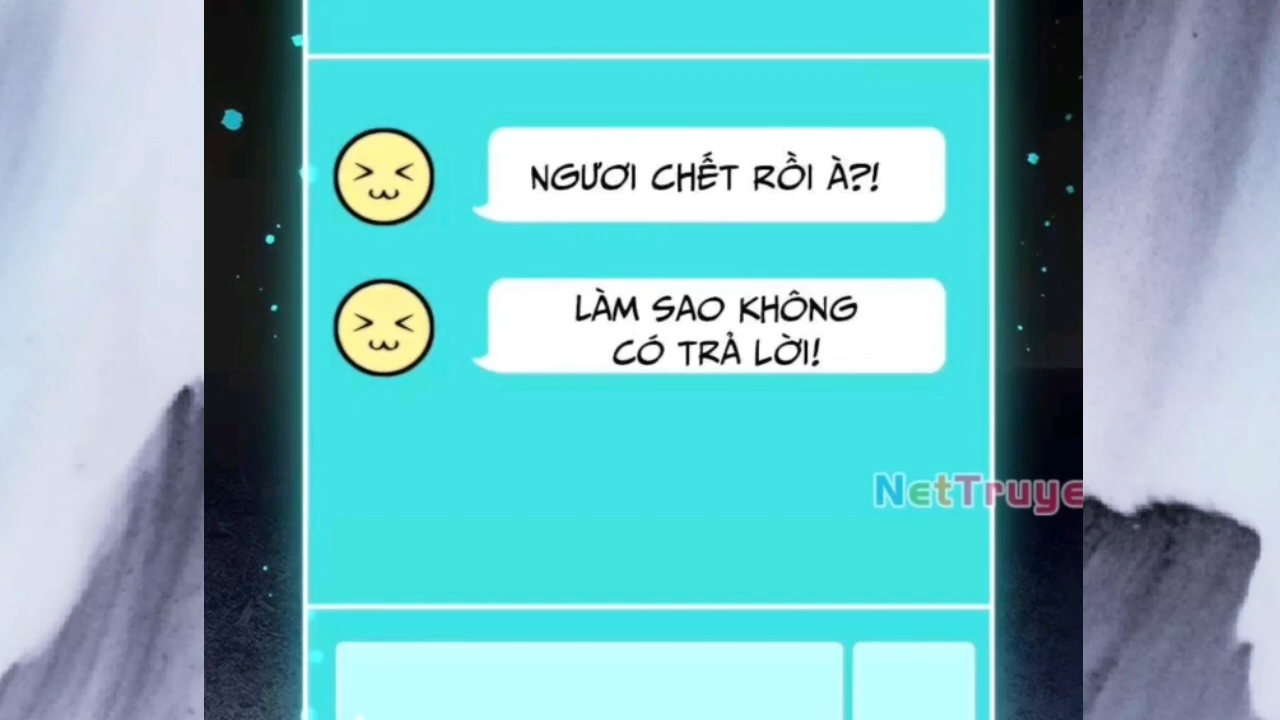 NGƯƠI CHẾT RỒI À?!
LÀM SAO KHÔNG
CÓ TRẢ LỜI!
NetTruye